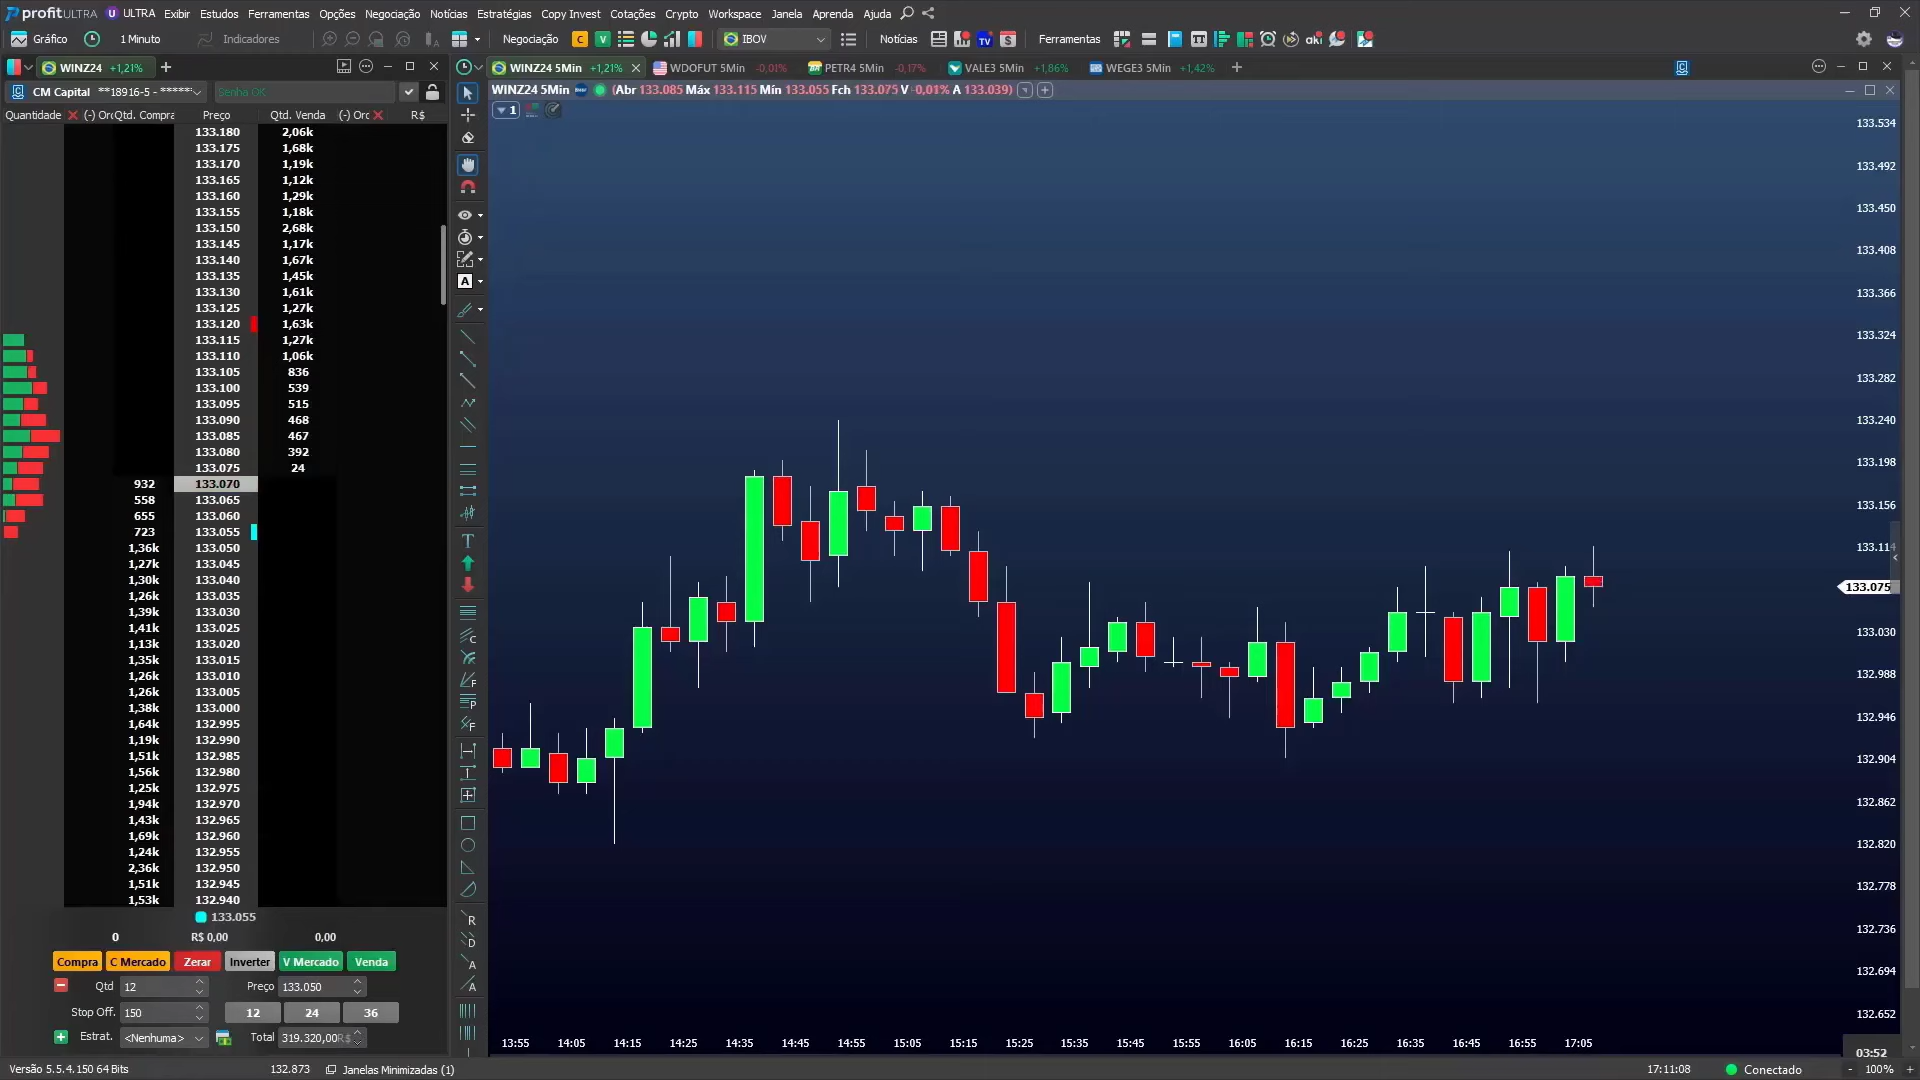 profitULTRA U ULTRA Exibir Estudos Ferramentas Opções Negociação Notícias Estratégias Copy Invest Cotações Crypto Workspace Janela Aprenda Ajuda
Gráfico 1 Minuto Indicadores Negociação C V IBOV Notícias TV $ Ferramentas aki
WINZ24 +1,21% WINZ24 5Min +1,21% WDOFUT 5Min -0,01% PETR4 5Min -0,17% VALE3 5Min +1,86% WEGE3 5Min +1,42%
CM Capital **18916-5 - ***** Senha OK WINZ24 5Min (Abr 133.085 Máx 133.115 Mín 133.055 Fch 133.075 V -0,01% A 133.039)
Quantidade (-) Orc Qtd. Compra Preço Qtd. Venda (-) Orc R$
1
133.180 2,06k
133.175 1,68k
133.170 1,19k
133.165 1,12k
133.160 1,29k
133.155 1,18k
133.150 2,68k
133.145 1,17k
133.140 1,67k
133.135 1,45k
133.130 1,61k
133.125 1,27k
133.120 1,63k
133.115 1,27k
133.110 1,06k
133.105 836
133.100 539
133.095 515
133.090 468
133.085 467
133.080 392
133.075 24
932 133.070
558 133.065
655 133.060
723 133.055
1,36k 133.050
1,27k 133.045
1,30k 133.040
1,26k 133.035
1,39k 133.030
1,41k 133.025
1,13k 133.020
1,35k 133.015
1,26k 133.010
1,26k 133.005
1,38k 133.000
1,64k 132.995
1,19k 132.990
1,51k 132.985
1,56k 132.980
1,25k 132.975
1,94k 132.970
1,43k 132.965
1,69k 132.960
1,24k 132.955
2,36k 132.950
1,51k 132.945
1,53k 132.940
133.055
0 R$ 0,00 0,00
Compra C Mercado Zerar Inverter V Mercado Venda
Qtd 12 Preço 133.050
Stop Off. 150 12 24 36
Estrat. <Nenhuma> Total 319.320,00R$
A
T
C
F
P
F
R
D
A
A
133.534
133.492
133.450
133.408
133.366
133.324
133.282
133.240
133.198
133.156
133.114
133.075
133.030
132.988
132.946
132.904
132.862
132.820
132.778
132.736
132.694
132.652
13:55 14:05 14:15 14:25 14:35 14:45 14:55 15:05 15:15 15:25 15:35 15:45 15:55 16:05 16:15 16:25 16:35 16:45 16:55 17:05
03:52
Versão 5.5.4.150 64 Bits 132.873 Janelas Minimizadas (1) 17:11:08 Conectado - 100% +